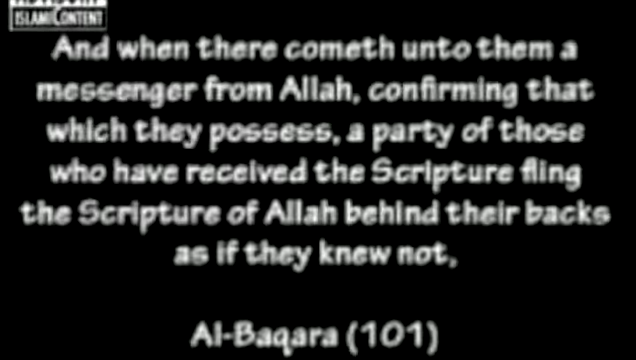 ISLAMICONTENT
And when there cometh unto them a
messenger from Allah, confirming that
which they possess, a party of those
who have received the Scripture fling
the Scripture of Allah behind their backs
as if they knew not,
Al-Baqara (101)